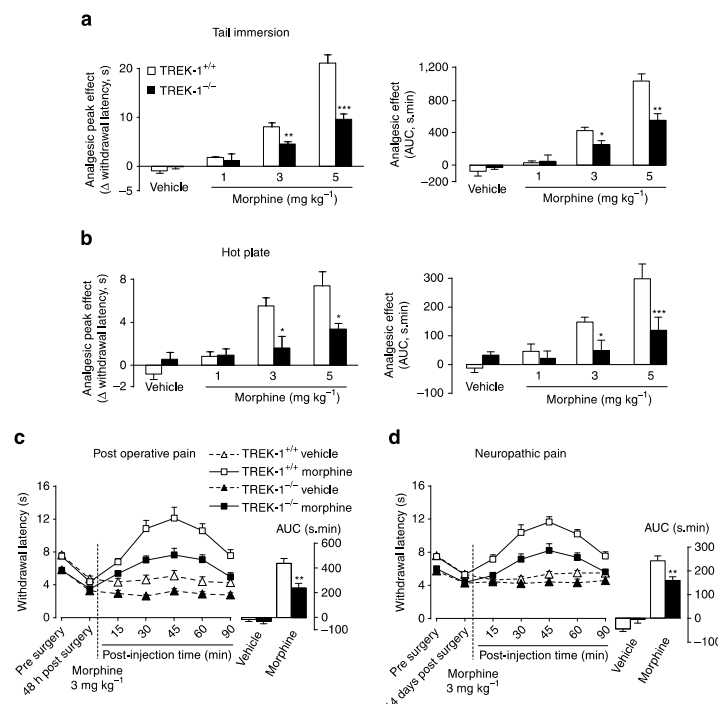 a
Tail immersion
TREK-1+/+
TREK-1−/−
Analgesic peak effect
(Δ withdrawal latency, s)
20
10
0
−5
**
***
Vehicle
1
3
5
Morphine (mg kg−1)
Analgesic effect
(AUC, s.min)
1,200
800
400
0
−200
*
**
Vehicle
1
3
5
Morphine (mg kg−1)
b
Hot plate
Analgesic peak effect
(Δ withdrawal latency, s)
8
4
0
−2
*
*
Vehicle
1
3
5
Morphine (mg kg−1)
Analgesic effect
(AUC, s.min)
300
200
100
0
−100
*
***
Vehicle
1
3
5
Morphine (mg kg−1)
c
Post operative pain
TREK-1+/+ vehicle
TREK-1+/+
morphine
TREK-1−/− vehicle
TREK-1−/− morphine
Withdrawal latency (s)
16
12
8
4
0
Pre surgery
48 h post surgery
15
30
45
60
90
Post-injection time (min)
Morphine
3 mg kg−1
AUC (s.min)
600
500
400
300
200
100
0
−100
**
Vehicle
Morphine
d
Neuropathic pain
Withdrawal latency (s)
16
12
8
4
0
Pre surgery
14 days post surgery
15
30
45
60
90
Post-injection time (min)
Morphine
3 mg kg−1
AUC (s.min)
300
200
100
0
−100
**
Vehicle
Morphine